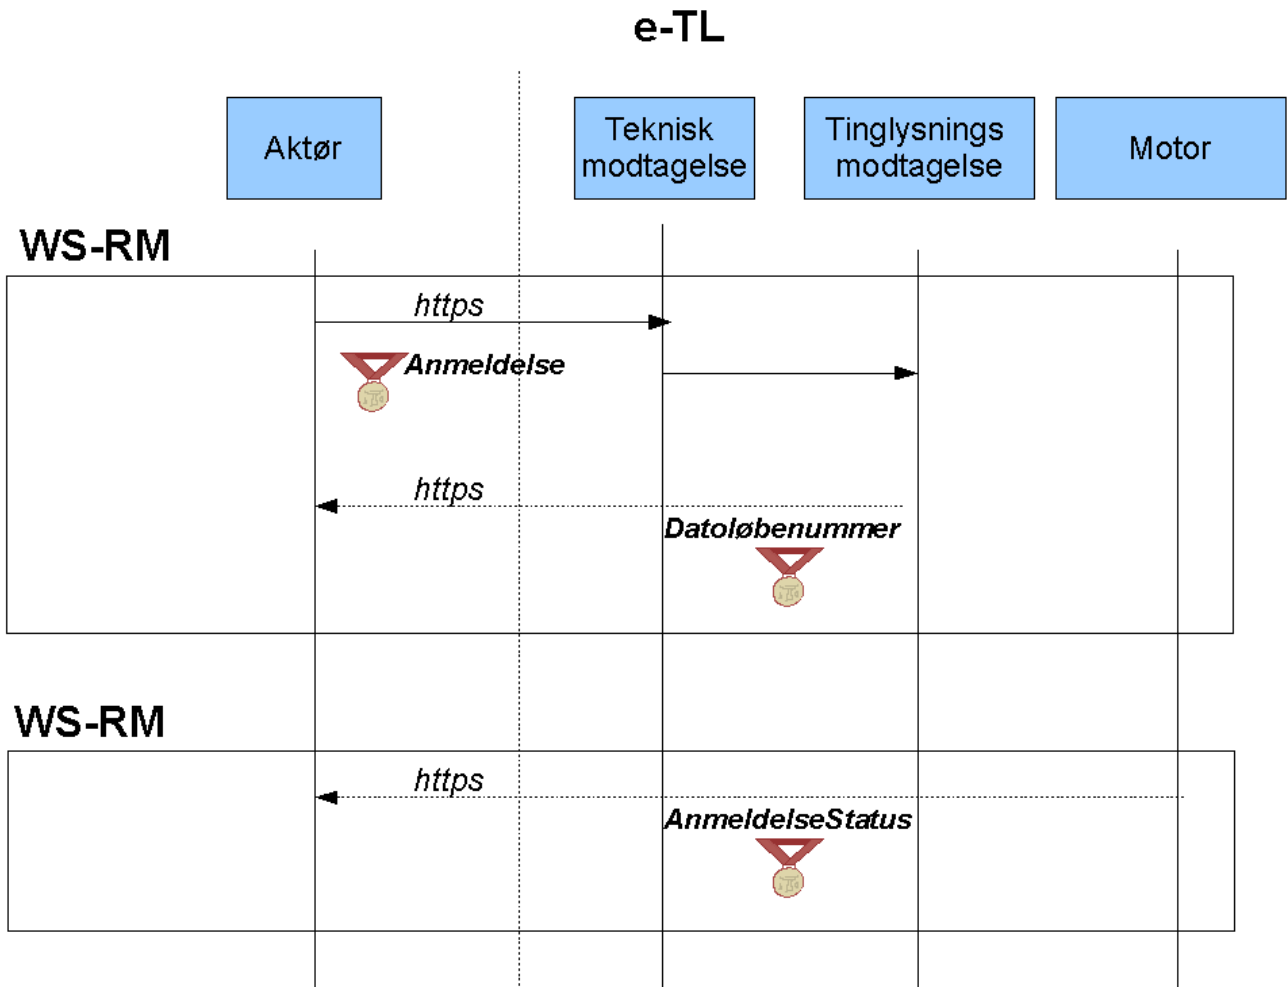 e-TL
Aktør
Teknisk
modtagelse
Tinglysnings
modtagelse
Motor
WS-RM
https
Anmeldelse
https
Datoløbenummer
WS-RM
https
AnmeldelseStatus